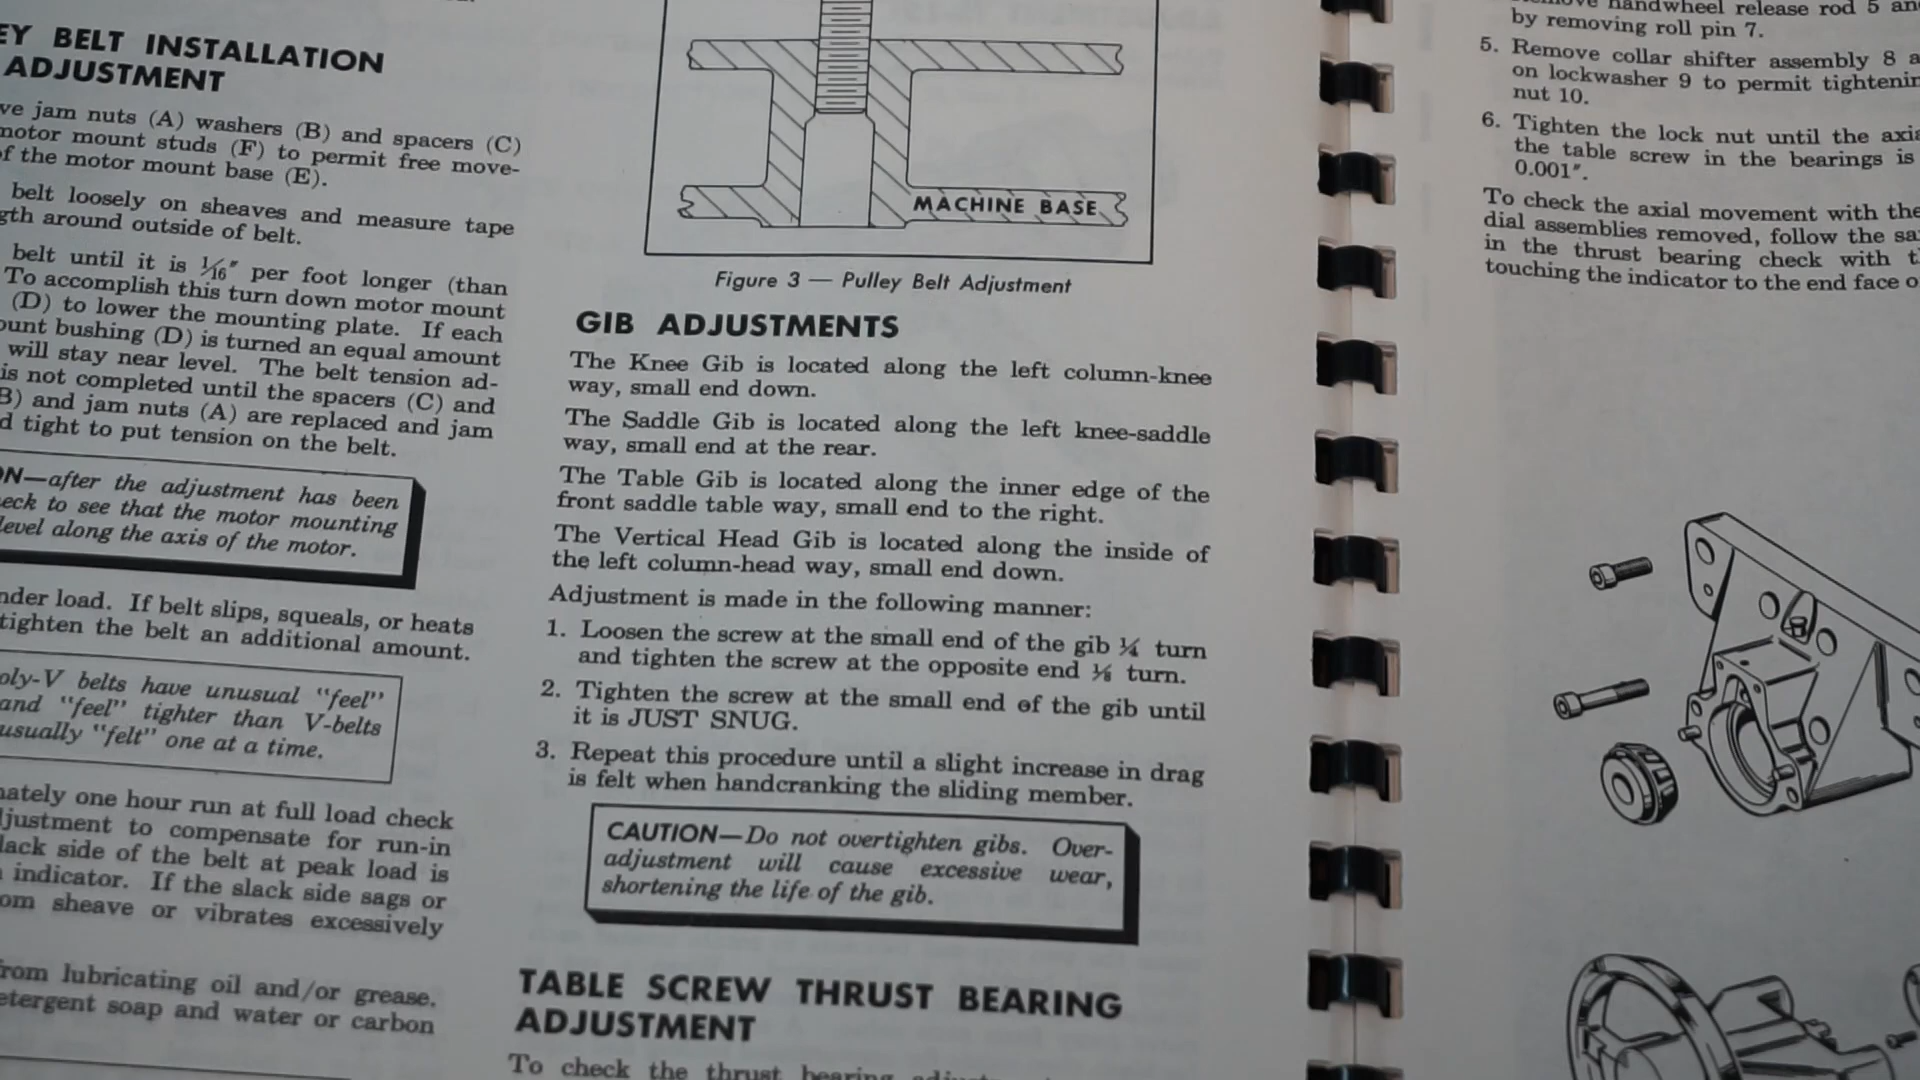 EY BELT INSTALLATION
ADJUSTMENT
ve jam nuts (A) washers (B) and spacers (C)
motor mount studs (F) to permit free move-
of the motor mount base (E).
belt loosely on sheaves and measure tape
gth around outside of belt.
belt until it is 1/16" per foot longer (than
To accomplish this turn down motor mount
(D) to lower the mounting plate. If each
ount bushing (D) is turned an equal amount
will stay near level. The belt tension ad-
is not completed until the spacers (C) and
B) and jam nuts (A) are replaced and jam
d tight to put tension on the belt.
ON—after the adjustment has been
eck to see that the motor mounting
level along the axis of the motor.
nder load. If belt slips, squeals, or heats
tighten the belt an additional amount.
oly-V belts have unusual "feel"
and "feel" tighter than V-belts
usually "felt" one at a time.
nately one hour run at full load check
ljustment to compensate for run-in
lack side of the belt at peak load is
indicator. If the slack side sags or
om sheave or vibrates excessively
from lubricating oil and/or grease.
etergent soap and water or carbon
MACHINE BASE
Figure 3 — Pulley Belt Adjustment
GIB ADJUSTMENTS
The Knee Gib is located along the left column-knee
way, small end down.
The Saddle Gib is located along the left knee-saddle
way, small end at the rear.
The Table Gib is located along the inner edge of the
front saddle table way, small end to the right.
The Vertical Head Gib is located along the inside of
the left column-head way, small end down.
Adjustment is made in the following manner:
1. Loosen the screw at the small end of the gib ¼ turn
and tighten the screw at the opposite end ⅛ turn.
2. Tighten the screw at the small end of the gib until
it is JUST SNUG.
3. Repeat this procedure until a slight increase in drag
is felt when handcranking the sliding member.
CAUTION—Do not overtighten gibs. Over-
adjustment will cause excessive wear,
shortening the life of the gib.
TABLE SCREW THRUST BEARING
ADJUSTMENT
To check the thrust bearing
handwheel release rod 5 an
by removing roll pin 7.
5. Remove collar shifter assembly 8 a
on lockwasher 9 to permit tightenin
nut 10.
6. Tighten the lock nut until the axia
the table screw in the bearings is
0.001".
To check the axial movement with the
dial assemblies removed, follow the sa
in the thrust bearing check with t
touching the indicator to the end face o